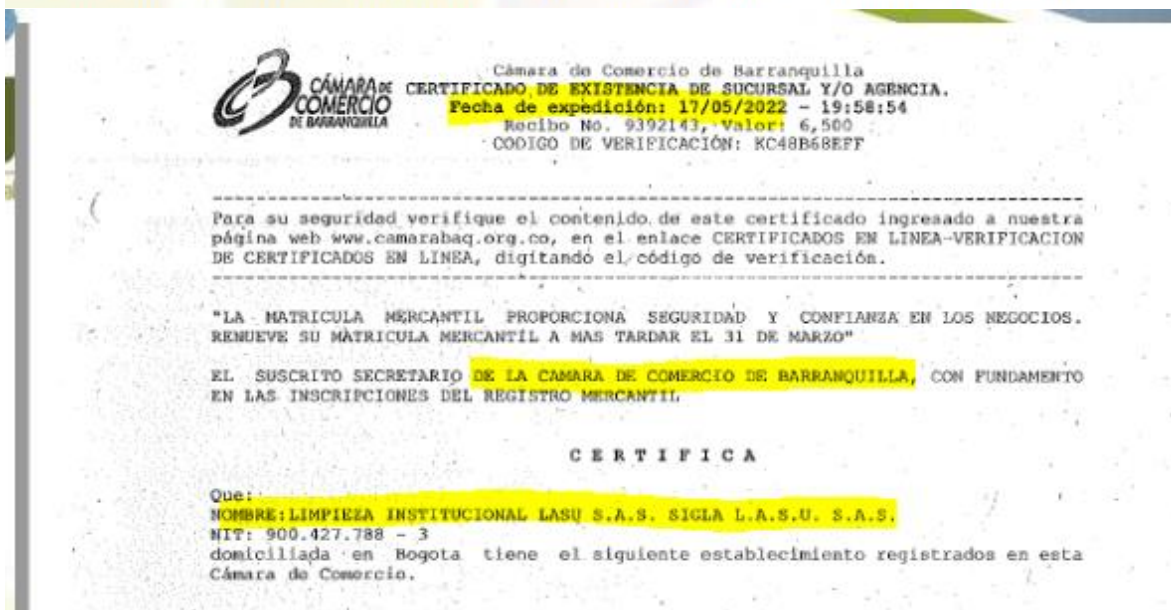 CÁMARA DE
COMERCIO
DE BARRANQUILLA
Cámara de Comercio de Barranquilla
CERTIFICADO DE EXISTENCIA DE SUCURSAL Y/O AGENCIA.
Fecha de expedición: 17/05/2022 - 19:58:54
Recibo No. 9392143, Valor: 6,500
CODIGO DE VERIFICACIÓN: KC48B68EFF
Para su seguridad verifique el contenido de este certificado ingresado a nuestra
página web www.camarabaq.org.co, en el enlace CERTIFICADOS EN LINEA-VERIFICACION
DE CERTIFICADOS EN LINEA, digitando el código de verificación.
"LA MATRICULA MERCANTIL PROPORCIONA SEGURIDAD Y CONFIANZA EN LOS NEGOCIOS.
RENUEVE SU MATRICULA MERCANTIL A MAS TARDAR EL 31 DE MARZO"
EL SUSCRITO SECRETARIO DE LA CAMARA DE COMERCIO DE BARRANQUILLA, CON FUNDAMENTO
EN LAS INSCRIPCIONES DEL REGISTRO MERCANTIL
C E R T I F I C A
Que:
NOMBRE:LIMPIEZA INSTITUCIONAL LASU S.A.S. SIGLA L.A.S.U. S.A.S.
NIT: 900.427.788 - 3
domiciliada en Bogota tiene el siguiente establecimiento registrados en esta
Cámara de Comercio.